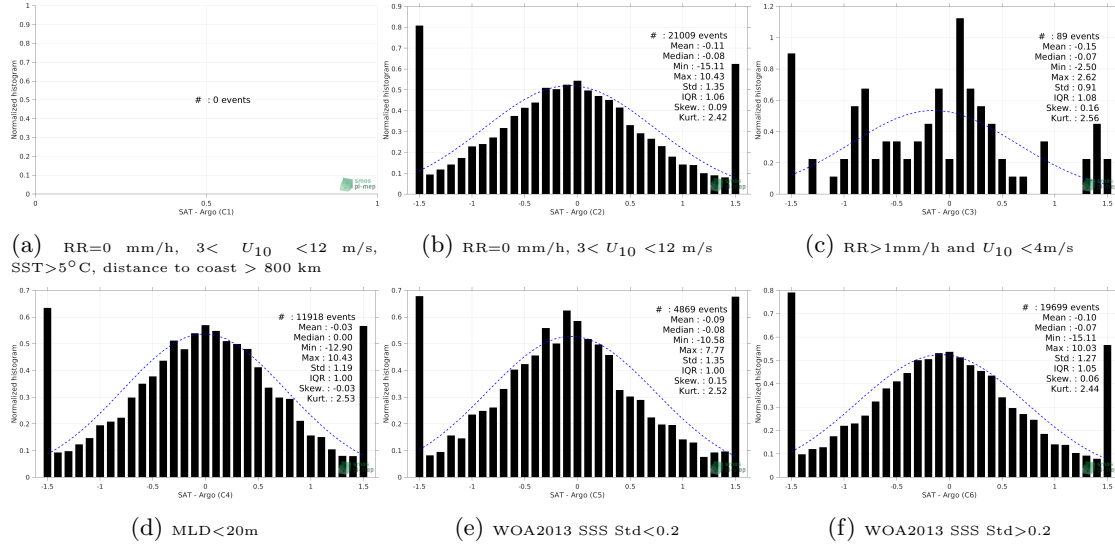 Normalized histogram
1
0.9
0.8
0.7
0.6
0.5
0.4
0.3
0.2
0.1
0
# : 0 events
smos
pi-mep
0
0.5
1
SAT - Argo (C1)
(a) RR=0 mm/h, 3< U10 <12 m/s,
SST>5°C, distance to coast > 800 km
Normalized histogram
0.9
0.8
0.7
0.6
0.5
0.4
0.3
0.2
0.1
0
# : 21009 events
Mean : -0.11
Median : -0.08
Min : -15.11
Max : 10.43
Std : 1.35
IQR : 1.06
Skew : 0.09
Kurt. : 2.42
-1.5
-1
-0.5
0
0.5
1
1.5
SAT - Argo (C2)
(b) RR=0 mm/h, 3< U10 <12 m/s
Normalized histogram
1.2
1
0.8
0.6
0.4
0.2
0
# : 89 events
Mean : -0.15
Median : -0.07
Min : -2.50
Max : 2.62
Std : 0.91
IQR : 1.08
Skew. : 0.16
Kurt. : 2.56
-1.5
-1
-0.5
0
0.5
1
1.5
SAT - Argo (C3)
(c) RR>1mm/h and U10 <4m/s
Normalized histogram
0.7
0.6
0.5
0.4
0.3
0.2
0.1
0
# : 11918 events
Mean : -0.03
Median : 0.00
Min : -12.90
Max : 10.43
Std : 1.19
IQR : 1.00
Skew. : -0.03
Kurt. : 2.53
-1.5
-1
-0.5
0
0.5
1
1.5
SAT - Argo (C4)
(d) MLD<20m
Normalized histogram
0.7
0.6
0.5
0.4
0.3
0.2
0.1
0
# : 4869 events
Mean : -0.09
Median : -0.08
Min : -10.58
Max : 7.77
Std : 1.35
IQR : 1.00
Skew. : 0.15
Kurt. : 2.52
-1.5
-1
-0.5
0
0.5
1
1.5
SAT - Argo (C5)
(e) WOA2013 SSS Std<0.2
Normalized histogram
0.8
0.7
0.6
0.5
0.4
0.3
0.2
0.1
0
# : 19699 events
Mean : -0.10
Median : -0.07
Min : -15.11
Max : 10.03
Std : 1.27
IQR : 1.05
Skew. : 0.06
Kurt. : 2.44
-1.5
-1
-0.5
0
0.5
1
1.5
SAT - Argo (C6)
(f) WOA2013 SSS Std>0.2